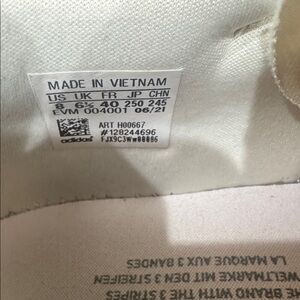 MADE IN VIETNAM
US UK FR JP CHN
8 6½ 40 250 245
EVM 004001 06/21
ART H00667
#128244696
adidas
THE BRAND WITH THE 3 STRIPES
WELTMARKE MIT DEN 3 STREIFEN
LA MARQUE AUX 3 BANDES